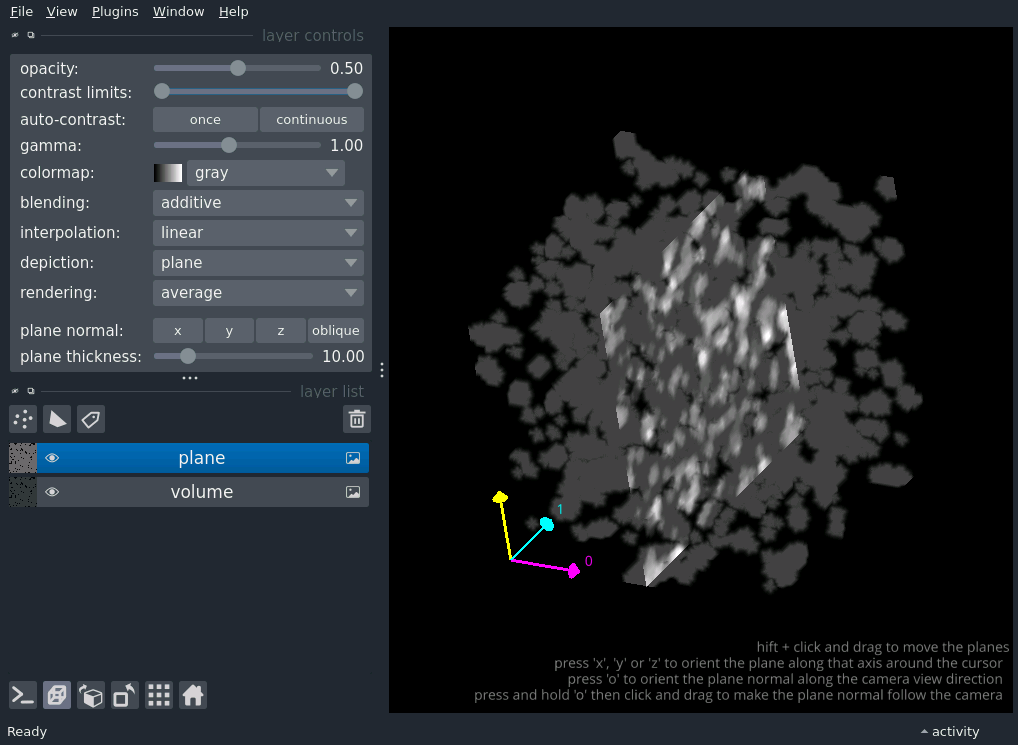 File View Plugins Window Help
layer controls
opacity: 0.50
contrast limits:
auto-contrast: once continuous
gamma: 1.00
colormap: gray
blending: additive
interpolation: linear
depiction: plane
rendering: average
plane normal: x y z oblique
plane thickness: 10.00
layer list
plane
volume
1
0
hift + click and drag to move the planes
press 'x', 'y' or 'z' to orient the plane along that axis around the cursor
press 'o' to orient the plane normal along the camera view direction
press and hold 'o' then click and drag to make the plane normal follow the camera
Ready activity